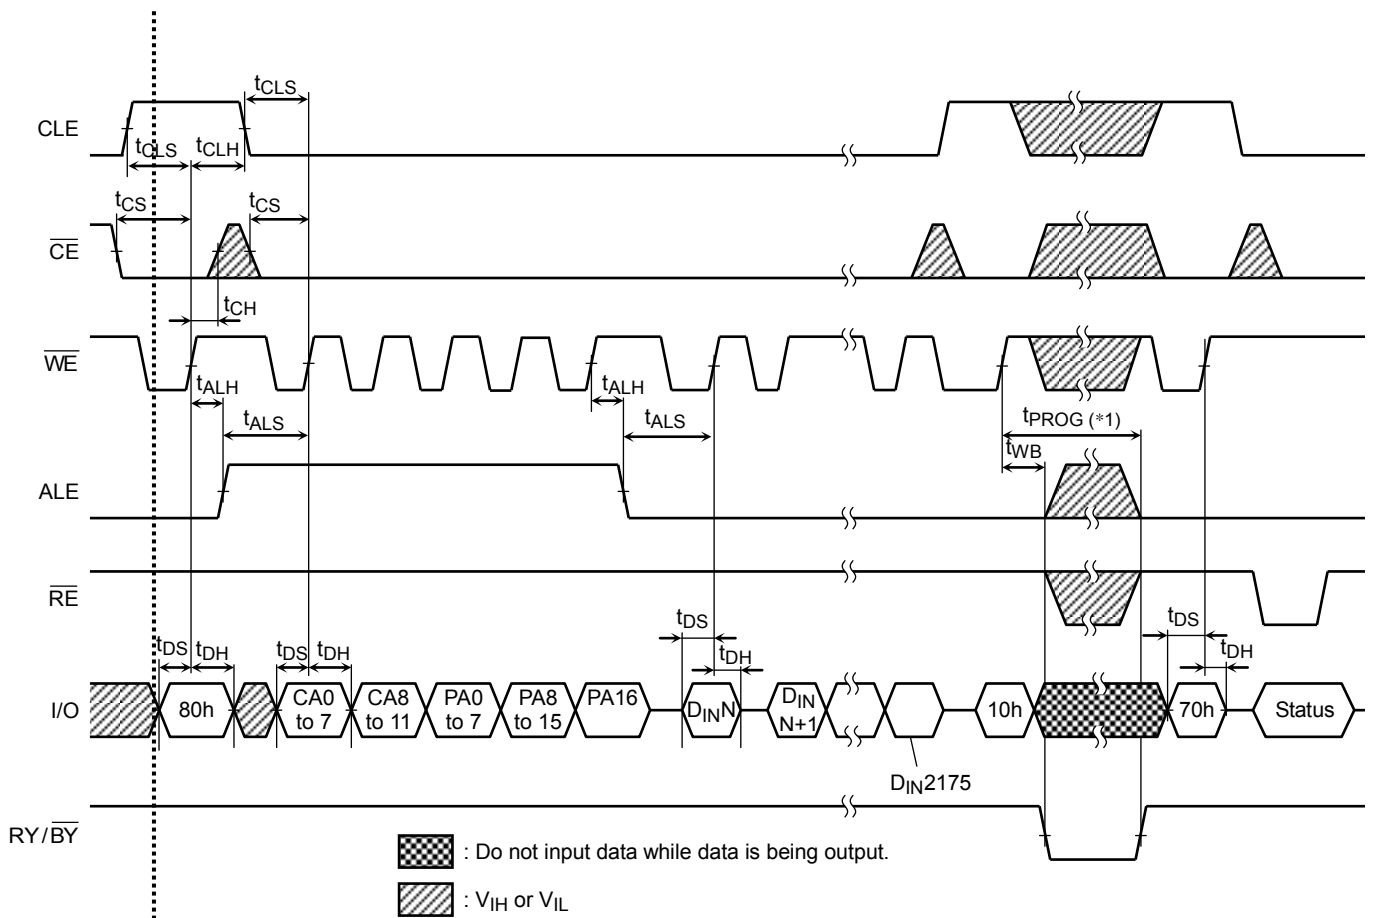 tCLS
CLE
tCLS tCLH
tCS tCS
CE
tCH
WE
tALH tALH
tPROG (*1)
tALS tALS
tWB
ALE
RE
tDS tDH tDS tDH tDS tDH tDS tDH
I/O 80h CA0 to 7 CA8 to 11 PA0 to 7 PA8 to 15 PA16 DINN DIN N+1 10h 70h Status
DIN2175
RY/BY
: Do not input data while data is being output.
: VIH or VIL